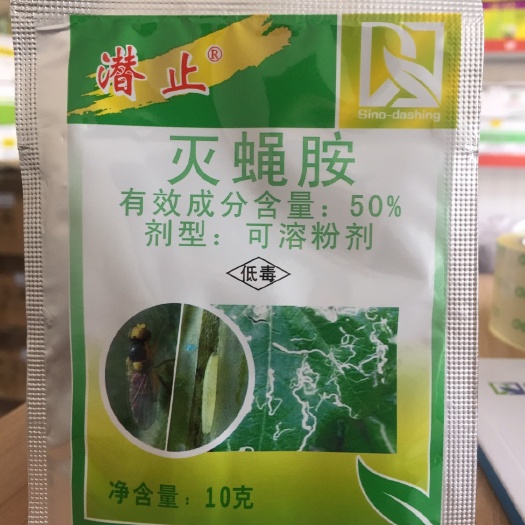 潜止®
Sino-dashing
灭蝇胺
有效成分含量：50%
剂型：可溶粉剂
低毒
净含量：10克